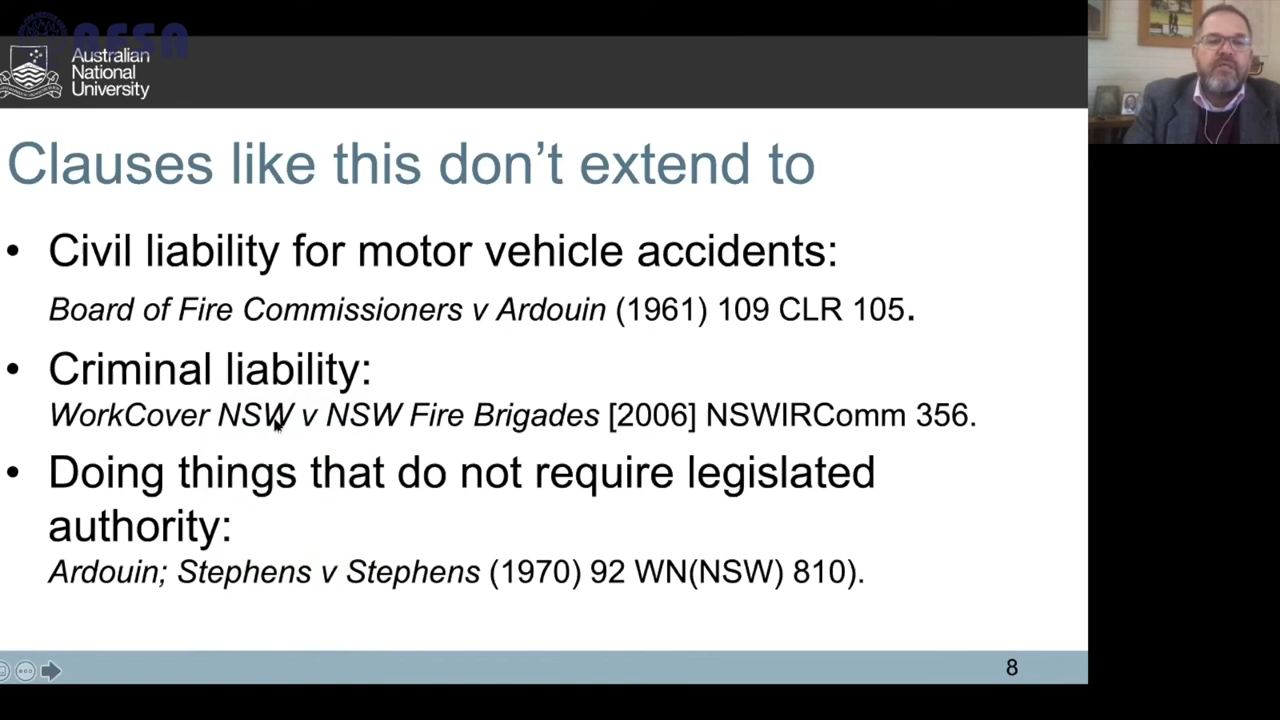 AFSA
Australian
National
University
Clauses like this don’t extend to
• Civil liability for motor vehicle accidents:
Board of Fire Commissioners v Ardouin (1961) 109 CLR 105.
• Criminal liability:
WorkCover NSW v NSW Fire Brigades [2006] NSWIRComm 356.
• Doing things that do not require legislated
authority:
Ardouin; Stephens v Stephens (1970) 92 WN(NSW) 810).
8